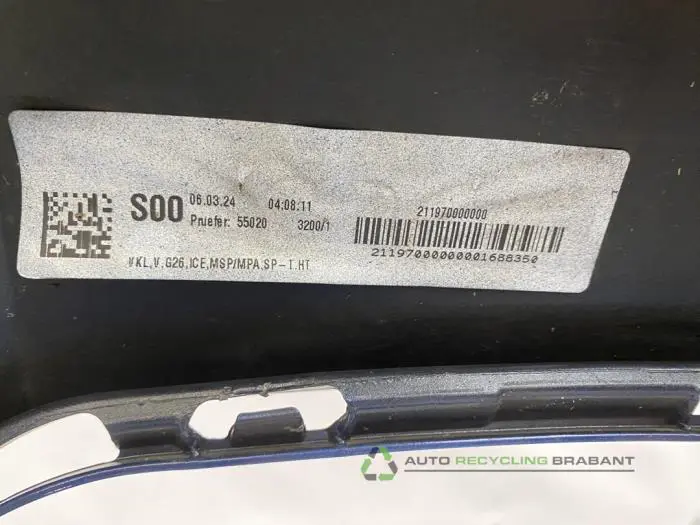 S00
06.03.24 04:08:11
Pruefer: 55020 3200/1
VKL,V,G26,ICE,MSP/MPA,SP-T.HT
211970000000
21197000000001688350
AUTO RECYCLING BRABANT